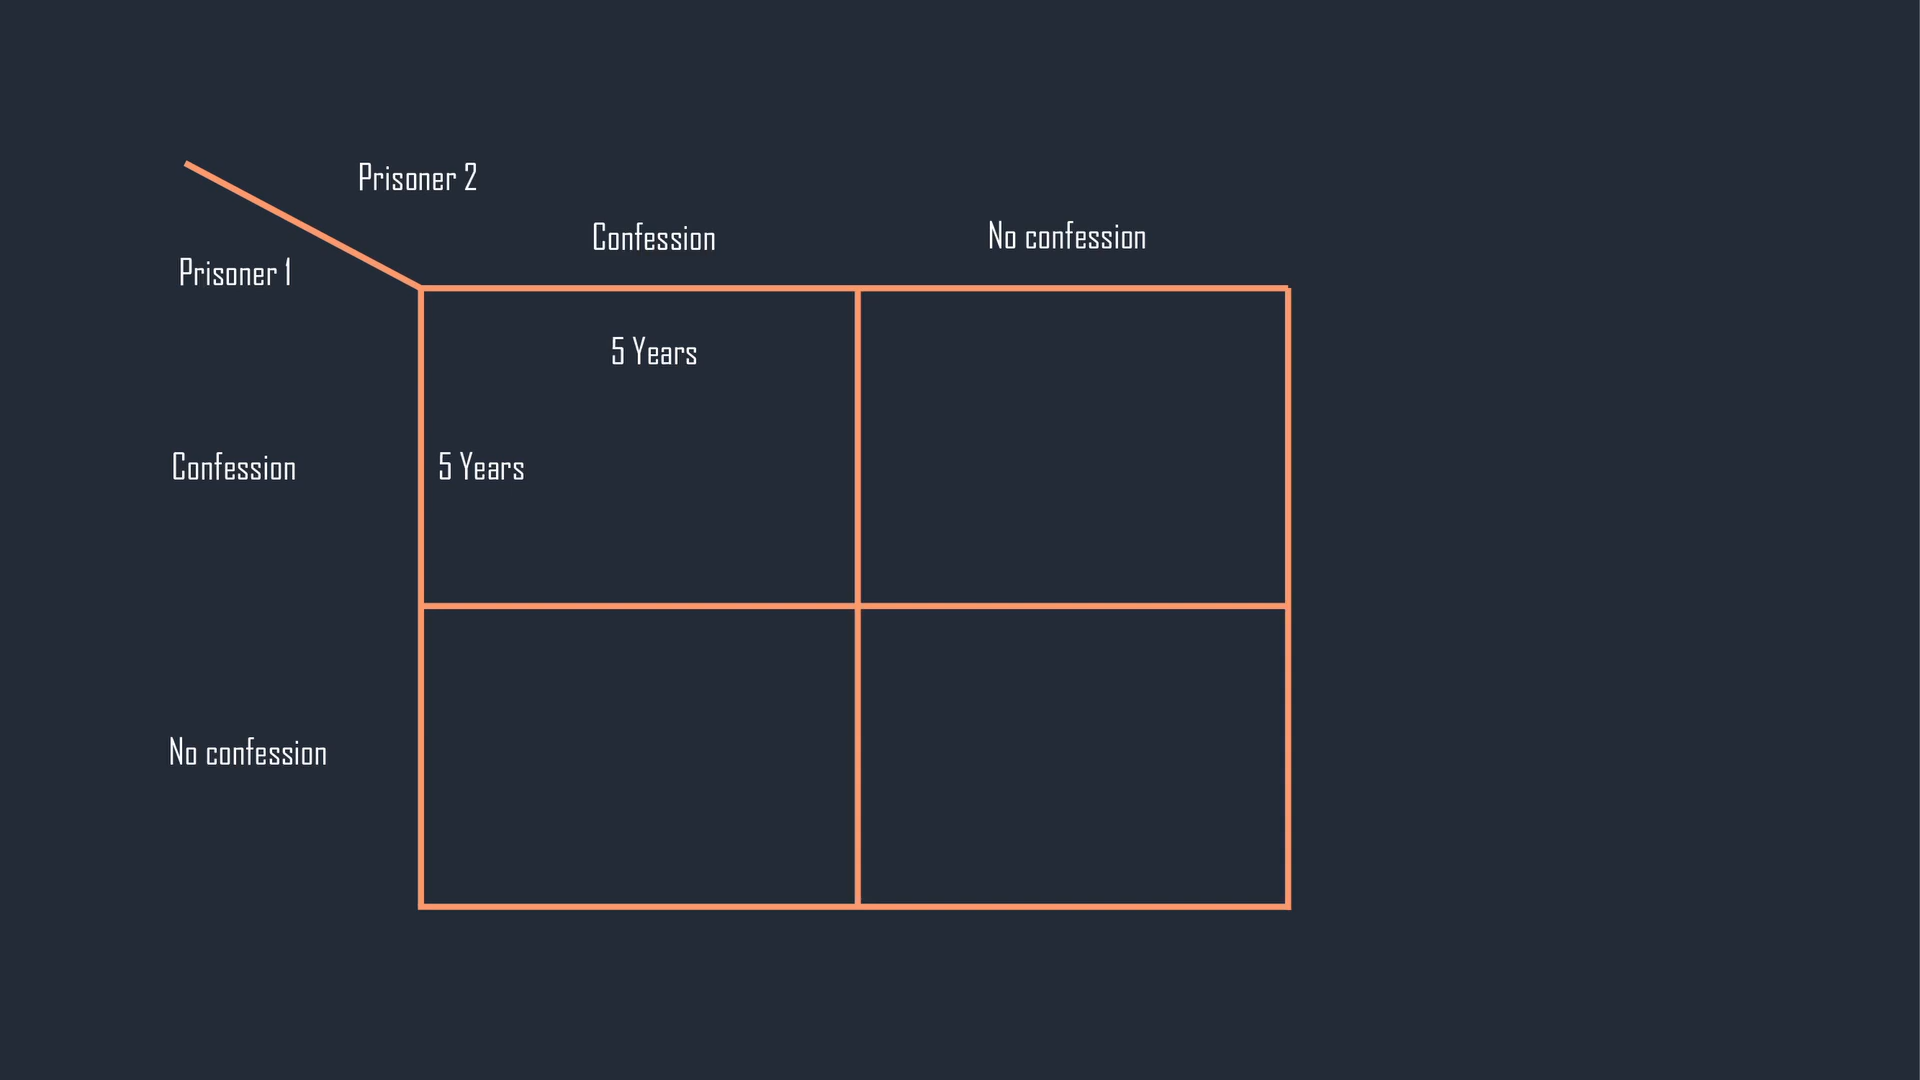 Prisoner 2
Confession
No confession
Prisoner 1
5 Years
Confession
5 Years
No confession